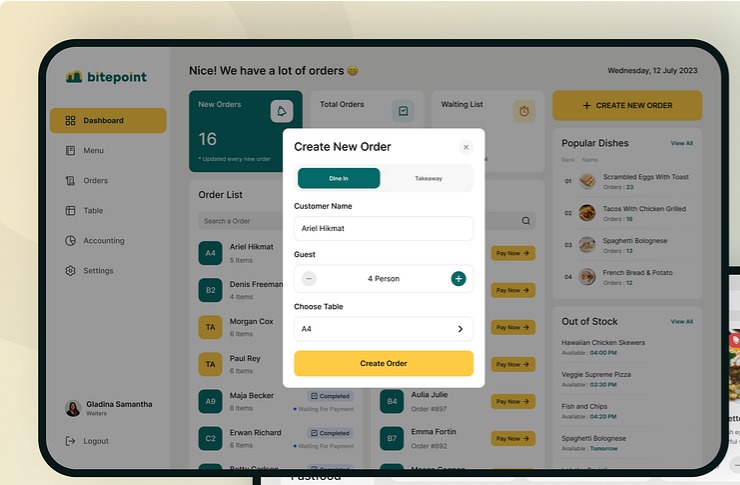 bitepoint
Nice! We have a lot of orders
Wednesday, 12 July 2023
Dashboard
Menu
Orders
Table
Accounting
Settings
Gladina Samantha
Waiters
Logout
New Orders
16
* Updated every new order
Total Orders
Waiting List
CREATE NEW ORDER
Order List
Search a Order
A4
Ariel Hikmat
5 Items
B2
Denis Freeman
4 Items
TA
Morgan Cox
6 Items
TA
Paul Rey
6 Items
A9
Maja Becker
8 Items
Completed
Waiting For Payment
C2
Erwan Richard
6 Items
Completed
Waiting For Payment
Pay Now
Pay Now
Pay Now
Pay Now
B4
Aulia Julie
Order #897
Pay Now
B7
Emma Fortin
Order #892
Pay Now
Create New Order
Dine In
Takeaway
Customer Name
Ariel Hikmat
Guest
4 Person
Choose Table
A4
Create Order
Popular Dishes
View All
Rank Name
01
Scrambled Eggs With Toast
Orders : 23
02
Tacos With Chicken Grilled
Orders : 16
03
Spaghetti Bolognese
Orders : 13
04
French Bread & Potato
Orders : 12
Out of Stock
View All
Hawaiian Chicken Skewers
Available : 04:00 PM
Veggie Supreme Pizza
Available : 03:30 PM
Fish and Chips
Available : 04:20 PM
Spaghetti Bolognese
Available : Tomorrow